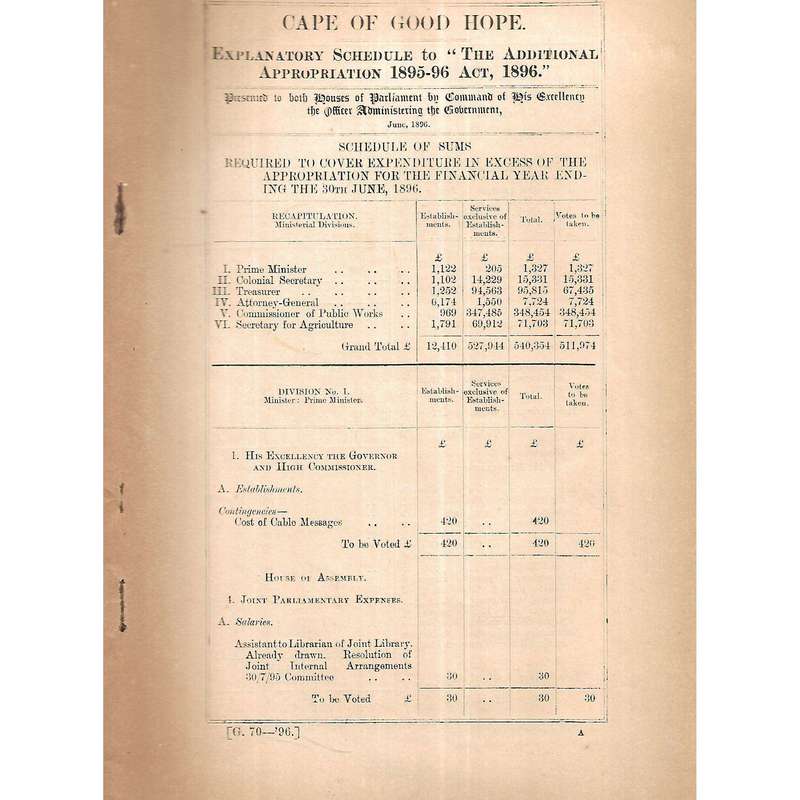 CAPE OF GOOD HOPE.
EXPLANATORY SCHEDULE to "THE ADDITIONAL
APPROPRIATION 1895-96 ACT, 1896."
Presented to both Houses of Parliament by Command of His Excellency
the Officer Administering the Government,
June, 1896.
SCHEDULE OF SUMS
REQUIRED TO COVER EXPENDITURE IN EXCESS OF THE
APPROPRIATION FOR THE FINANCIAL YEAR END-
ING THE 30TH JUNE, 1896.
RECAPITULATION.
Ministerial Divisions.
Establish-
ments.
Services
exclusive of
Establish-
ments.
Total.
Votes to be
taken.
£ £ £ £
I. Prime Minister .. .. .. 1,122 205 1,327 1,327
II. Colonial Secretary .. .. .. 1,102 14,229 15,331 15,331
III. Treasurer .. .. .. .. 1,252 94,563 95,815 67,435
IV. Attorney-General .. .. .. 6,174 1,550 7,724 7,724
V. Commissioner of Public Works .. 969 347,485 348,454 348,454
VI. Secretary for Agriculture .. .. 1,791 69,912 71,703 71,703
Grand Total £ 12,410 527,944 540,354 511,974
DIVISION No. 1.
Minister: Prime Minister.
Establish-
ments.
Services
exclusive of
Establish-
ments.
Total.
Votes
to be
taken.
£ £ £ £
1. HIS EXCELLENCY THE GOVERNOR
AND HIGH COMMISSIONER.
A. Establishments.
Contingencies—
Cost of Cable Messages .. .. 420 .. 420
To be Voted £ 420 .. 420 420
HOUSE OF ASSEMBLY.
4. JOINT PARLIAMENTARY EXPENSES.
A. Salaries.
Assistant to Librarian of Joint Library.
Already drawn. Resolution of
Joint Internal Arrangements
30/7/95 Committee .. .. 30 .. 30
To be Voted £ 30 .. 30 30
[G. 70—'96.] A